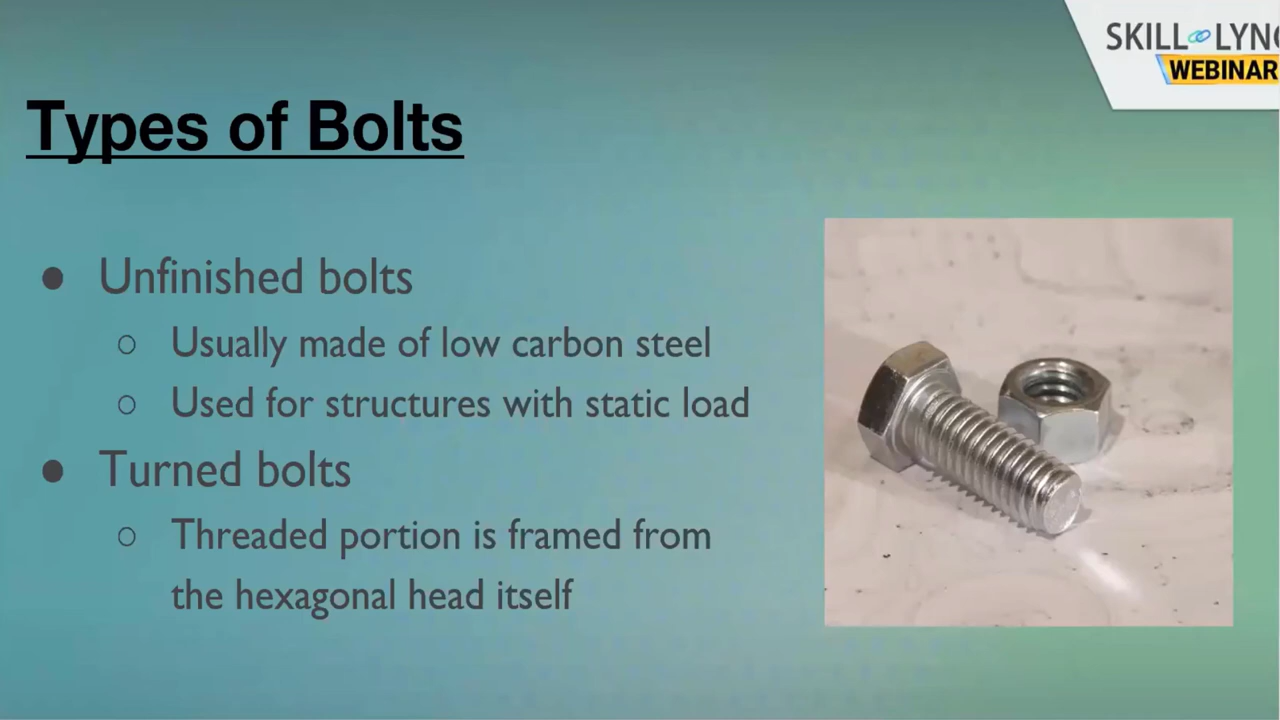 SKILL LYNC
WEBINAR
Types of Bolts
● Unfinished bolts
○ Usually made of low carbon steel
○ Used for structures with static load
● Turned bolts
○ Threaded portion is framed from
the hexagonal head itself